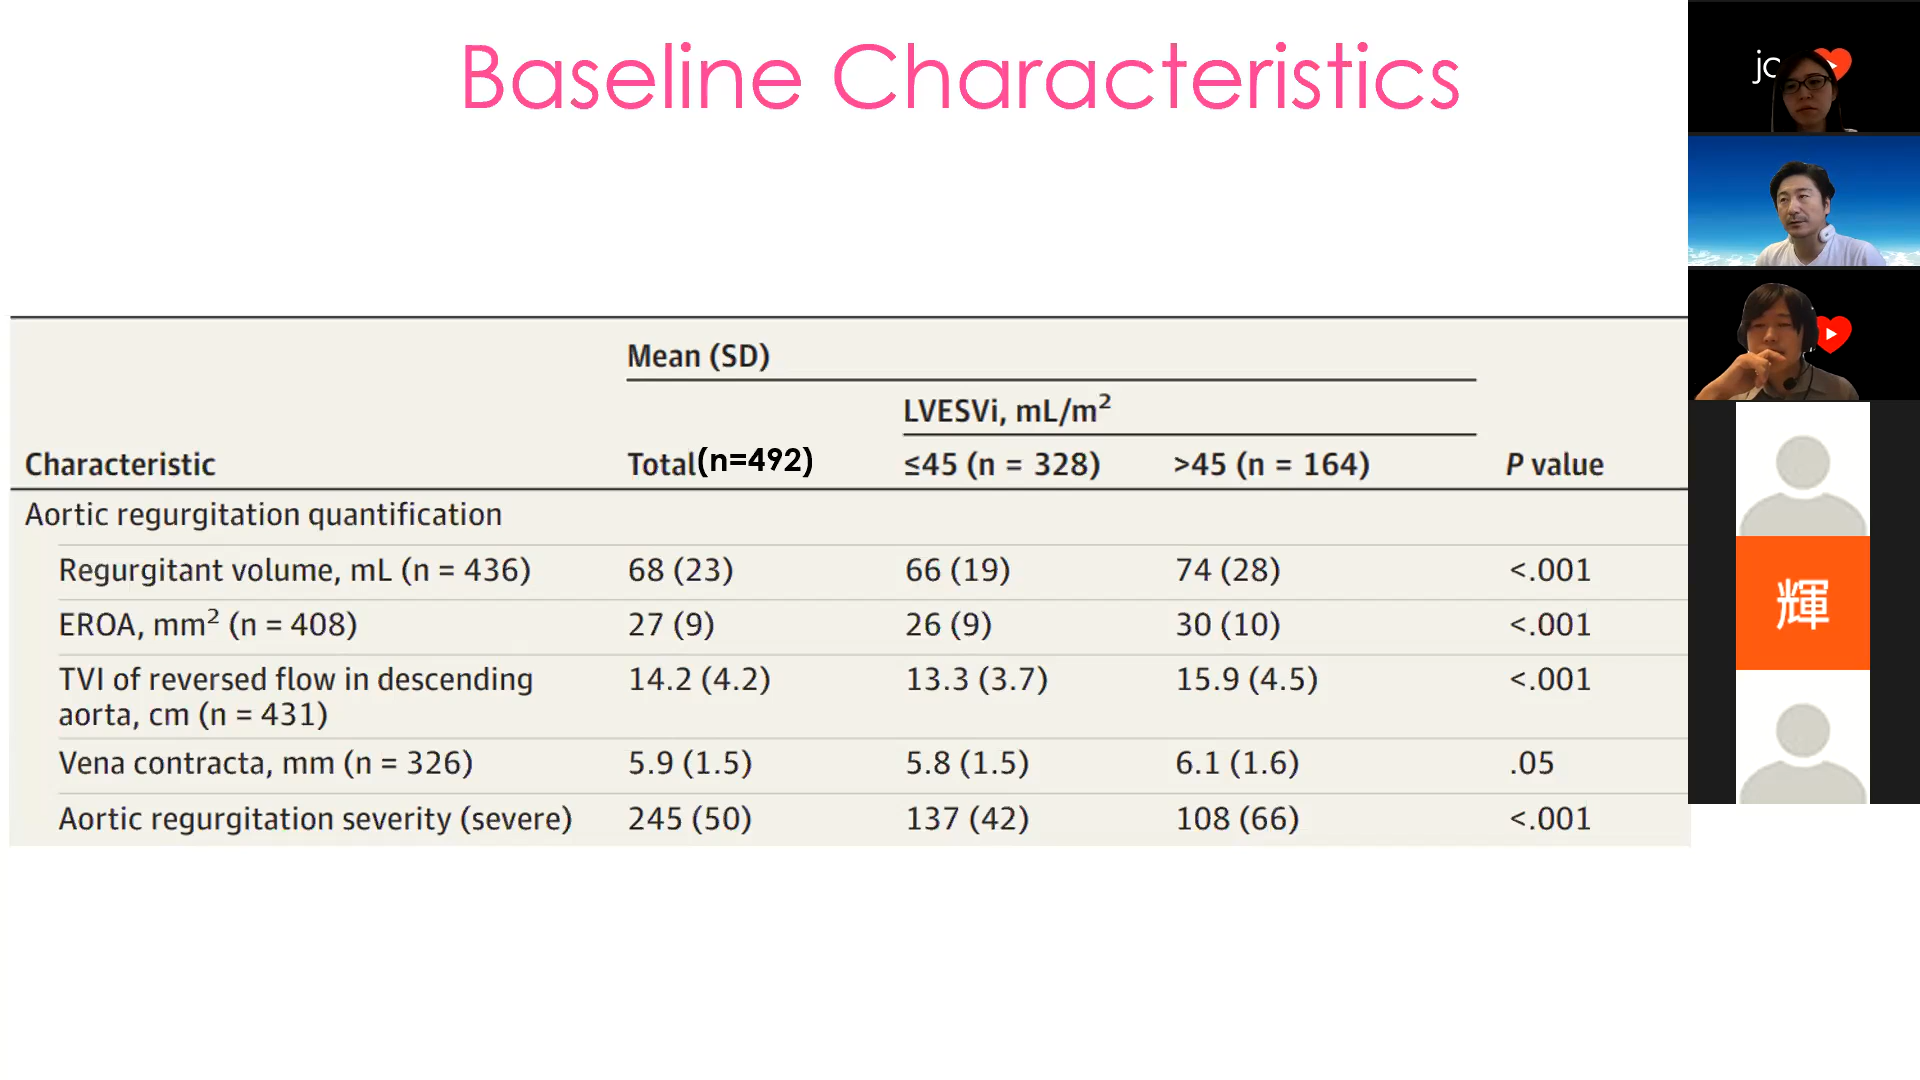 Baseline Characteristics
Mean (SD)
LVESVi, mL/m²
Characteristic Total(n=492) ≤45 (n = 328) >45 (n = 164) P value
Aortic regurgitation quantification
Regurgitant volume, mL (n = 436) 68 (23) 66 (19) 74 (28) <.001
EROA, mm² (n = 408) 27 (9) 26 (9) 30 (10) <.001
TVI of reversed flow in descending
aorta, cm (n = 431) 14.2 (4.2) 13.3 (3.7) 15.9 (4.5) <.001
Vena contracta, mm (n = 326) 5.9 (1.5) 5.8 (1.5) 6.1 (1.6) .05
Aortic regurgitation severity (severe) 245 (50) 137 (42) 108 (66) <.001
輝